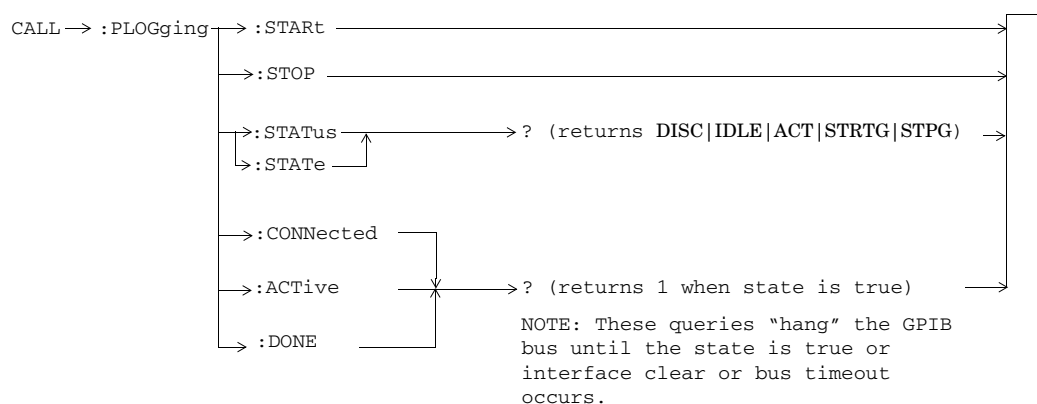 CALL :PLOGging :STARt
:STOP
:STATus ? (returns DISC|IDLE|ACT|STRTG|STPG)
:STATe
:CONNected
:ACTive ? (returns 1 when state is true)
:DONE
NOTE: These queries “hang” the GPIB
bus until the state is true or
interface clear or bus timeout
occurs.